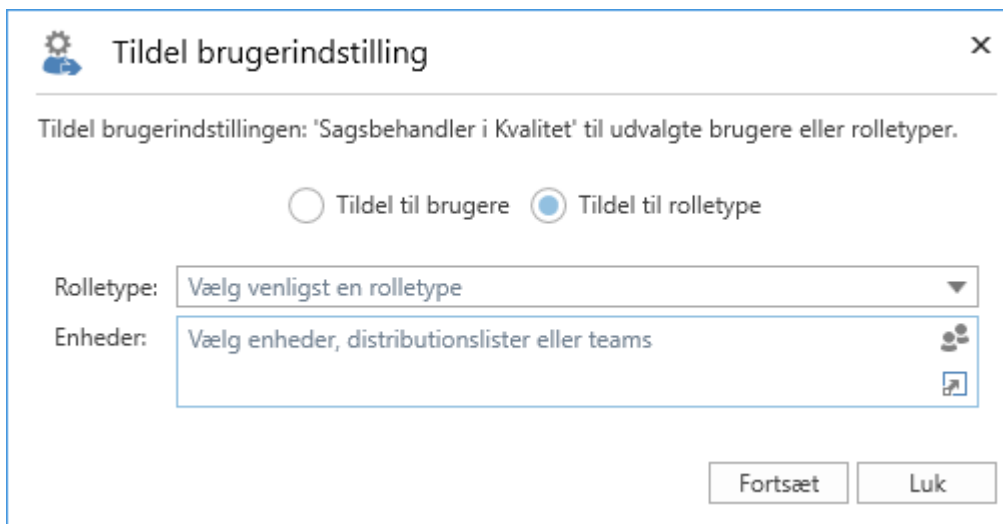 Tildel brugerindstilling
Tildel brugerindstillingen: 'Sagsbehandler i Kvalitet' til udvalgte brugere eller rolletyper.
Tildel til brugere Tildel til rolletype
Rolletype: Vælg venligst en rolletype
Enheder: Vælg enheder, distributionslister eller teams
Fortsæt Luk